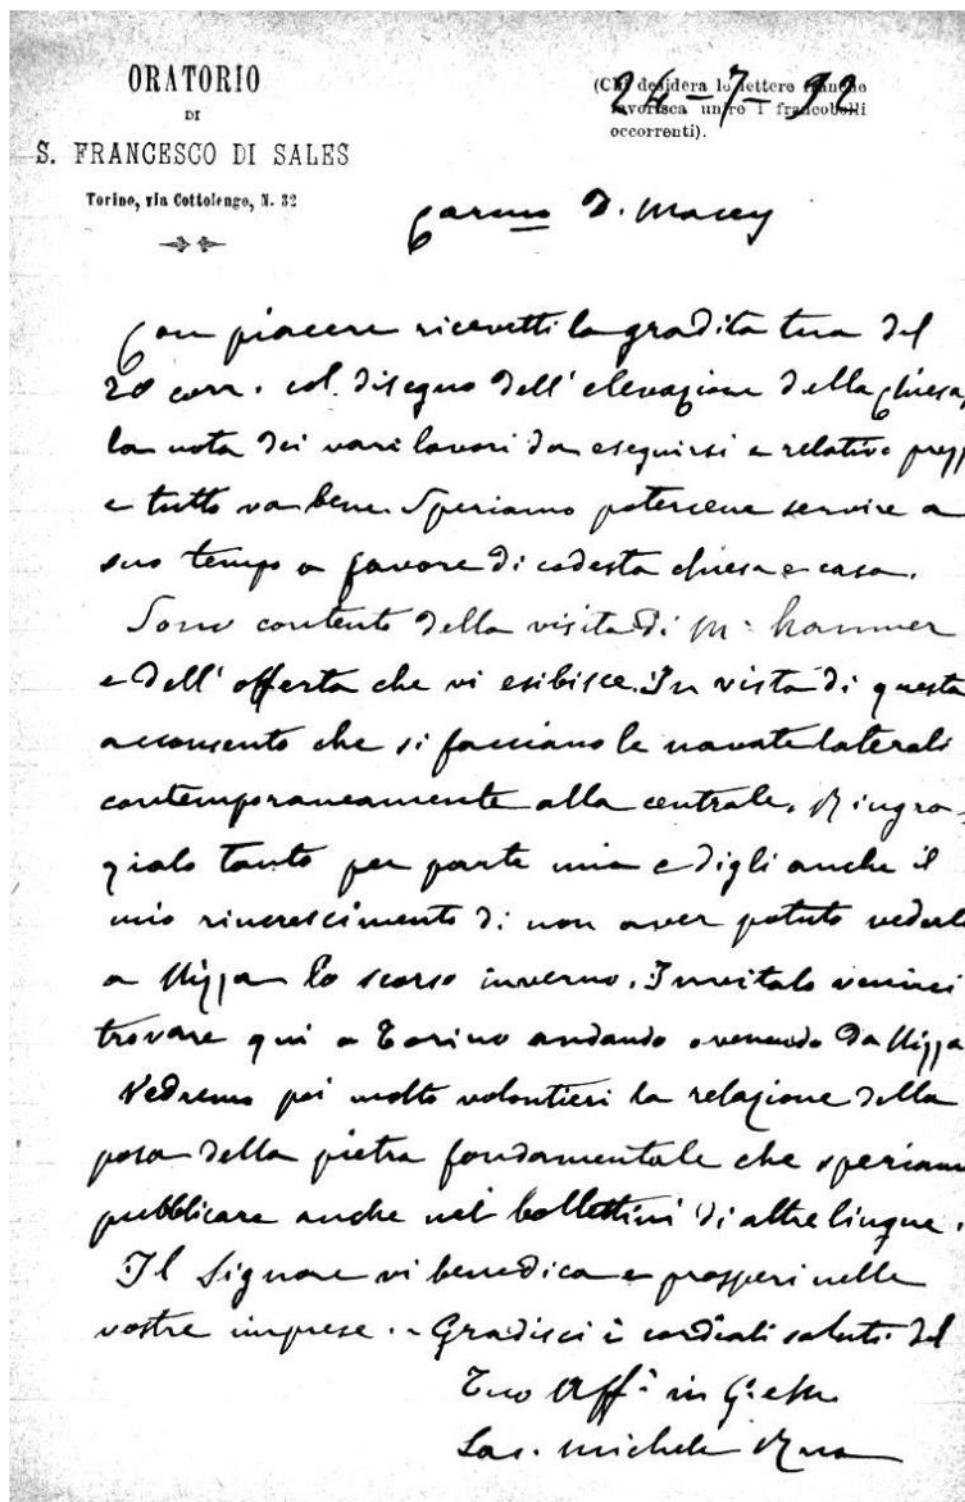 ORATORIO
DI
S. FRANCESCO DI SALES
Torino, via Cottolengo, N. 32
(Chi desidera le lettere franche
favorisca unire i francobolli
occorrenti).
24-7-92
Carmo D. Macey
Con piacere ricevetti la gradita tua del
20 corr. col disegno dell'elevazione della chiesa,
la nota dei vari lavori da eseguirsi e relativo prezz
e tutto va bene. Speriamo potercene servire a
suo tempo a favore di codesta chiesa e casa.
Sono contento della visita di Mr
e dell'offerta che vi esibisce. In vista di questa
acconsento che si facciano le navate laterali
contemporaneamente alla centrale. Ringra-
zialo tanto per parte mia e digli anche il
mio rincrescimento di non aver potuto vederlo
a Nizza lo scorso inverno. Invitalo venirci
trovare qui a Torino andando o venendo da Nizza
Vedremo poi molto volontieri la relazione della
posa della pietra fondamentale che speriamo
pubblicare anche nei bollettini di altre lingue.
Il Signore vi benedica e prosperi nelle
vostre imprese. - Gradisci i cordiali saluti del
Tuo Aff. in G. e M.
Sac. Michele Rua